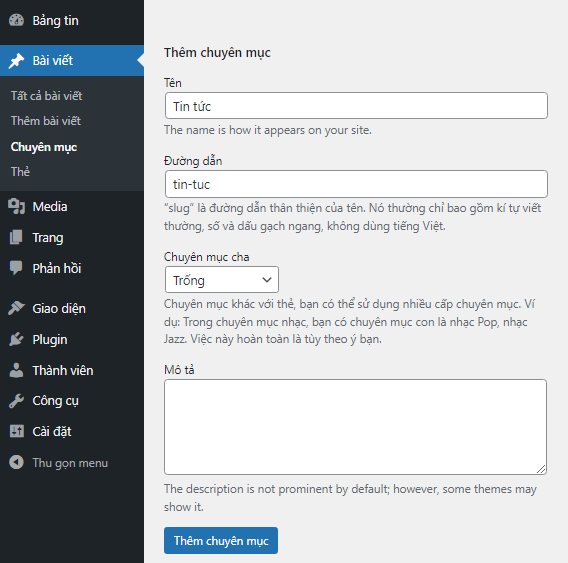 Bảng tin
Bài viết
Tất cả bài viết
Thêm bài viết
Chuyên mục
Thẻ
Media
Trang
Phản hồi
Giao diện
Plugin
Thành viên
Công cụ
Cài đặt
Thu gọn menu
Thêm chuyên mục
Tên
Tin tức
The name is how it appears on your site.
Đường dẫn
tin-tuc
“slug” là đường dẫn thân thiện của tên. Nó thường chỉ bao gồm kí tự viết
thường, số và dấu gạch ngang, không dùng tiếng Việt.
Chuyên mục cha
Trống
Chuyên mục khác với thẻ, bạn có thể sử dụng nhiều cấp chuyên mục. Ví
dụ: Trong chuyên mục nhạc, bạn có chuyên mục con là nhạc Pop, nhạc
Jazz. Việc này hoàn toàn là tùy theo ý bạn.
Mô tả
The description is not prominent by default; however, some themes may
show it.
Thêm chuyên mục